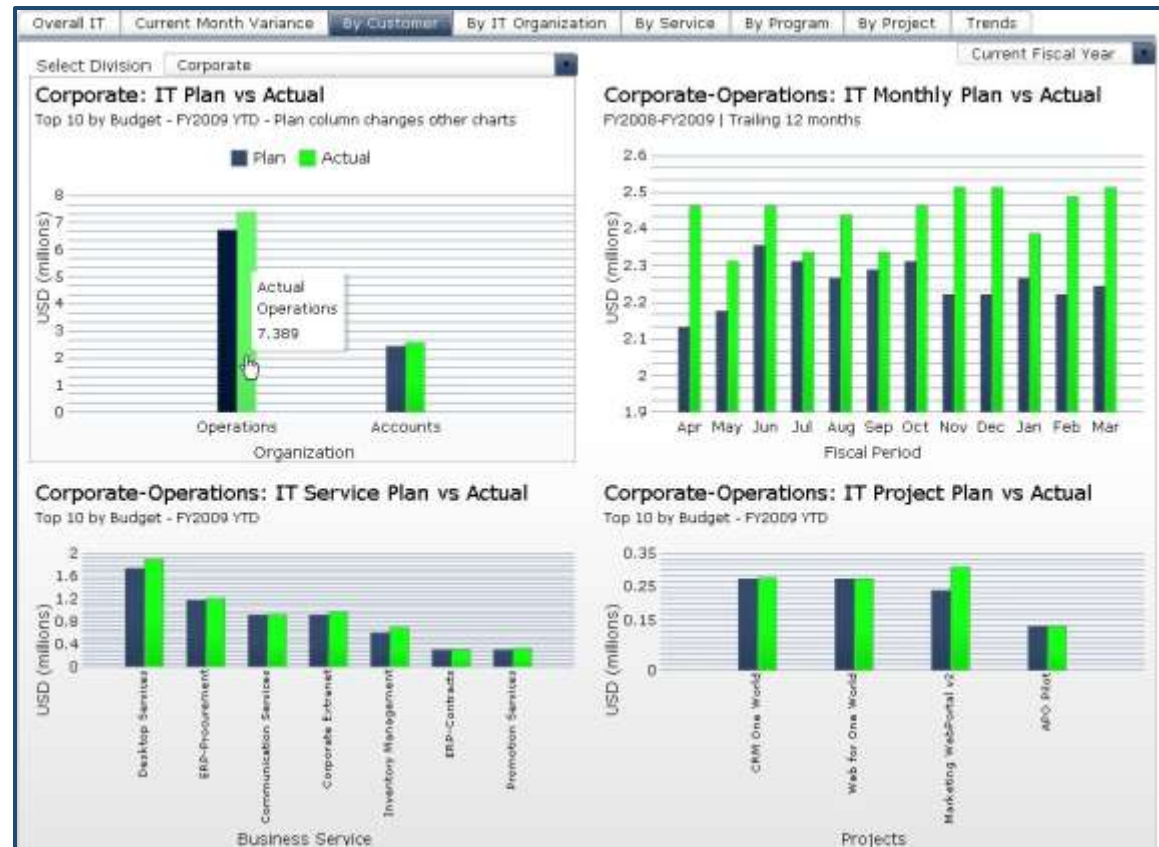 Overall IT Current Month Variance By Customer By IT Organization By Service By Program By Project Trends
Select Division Corporate
Current Fiscal Year
Corporate: IT Plan vs Actual
Top 10 by Budget - FY2009 YTD - Plan column changes other charts
Plan Actual
8
7
6
5
4
3
2
1
0
USD (millions)
Actual
Operations
7.389
Operations Accounts
Organization
Corporate-Operations: IT Monthly Plan vs Actual
FY2008-FY2009 | Trailing 12 months
2.6
2.5
2.4
2.3
2.2
2.1
2
1.9
USD (millions)
Apr May Jun Jul Aug Sep Oct Nov Dec Jan Feb Mar
Fiscal Period
Corporate-Operations: IT Service Plan vs Actual
Top 10 by Budget - FY2009 YTD
2
1.6
1.2
0.8
0.4
0
USD (millions)
Desktop Services
ERP-Procurement
Communication Services
Corporate Extranet
Inventory Management
ERP-Contracts
Promotion Services
Business Service
Corporate-Operations: IT Project Plan vs Actual
Top 10 by Budget - FY2009 YTD
0.35
0.25
0.15
0
USD (millions)
CRM One World
Web for One World
Marketing WebPortal v2
APO Pilot
Projects